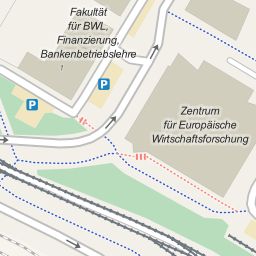 Fakultät
für BWL,
Finanzierung,
Bankenbetriebslehre
P
P
Zentrum
für Europäische
Wirtschaftsforschung